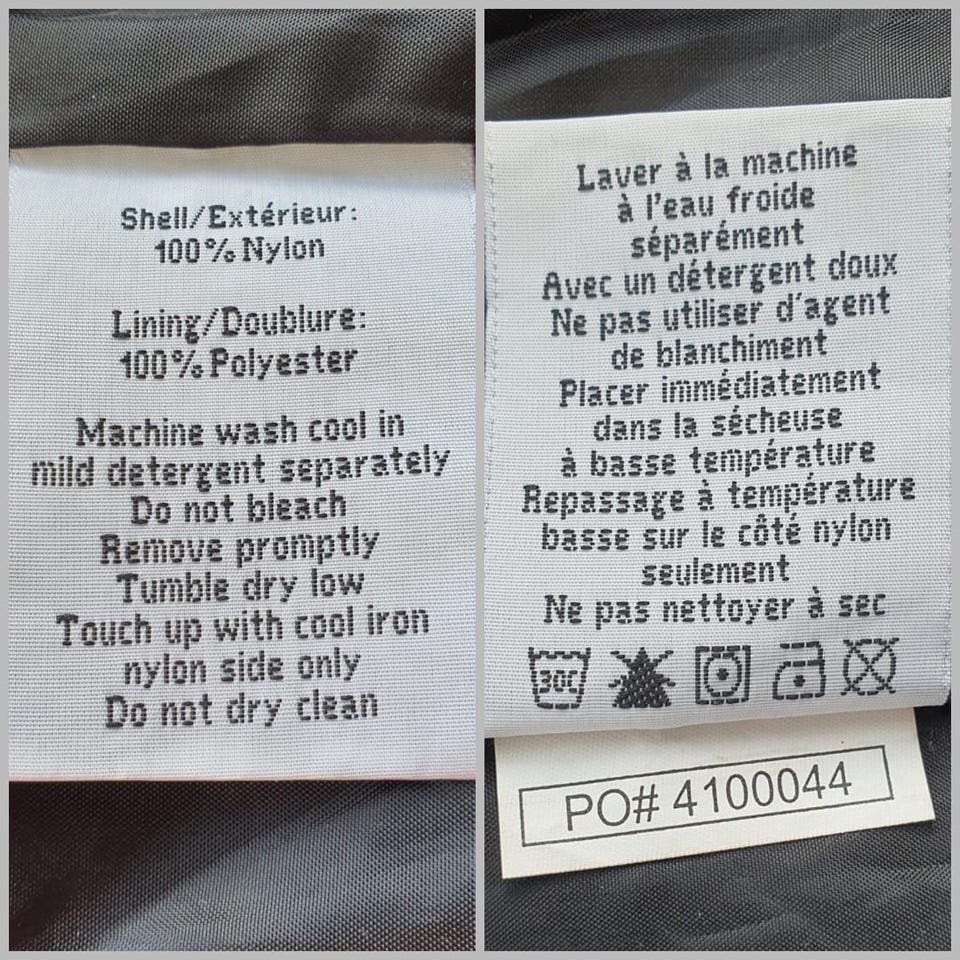 Shell/Extérieur:
100% Nylon
Lining/Doublure:
100% Polyester
Machine wash cool in
mild detergent separately
Do not bleach
Remove promptly
Tumble dry low
Touch up with cool iron
nylon side only
Do not dry clean
Laver à la machine
à l'eau froide
séparément
Avec un détergent doux
Ne pas utiliser d'agent
de blanchiment
Placer immédiatement
dans la sécheuse
à basse température
Repassage à température
basse sur le côté nylon
seulement
Ne pas nettoyer à sec
30C
PO# 4100044